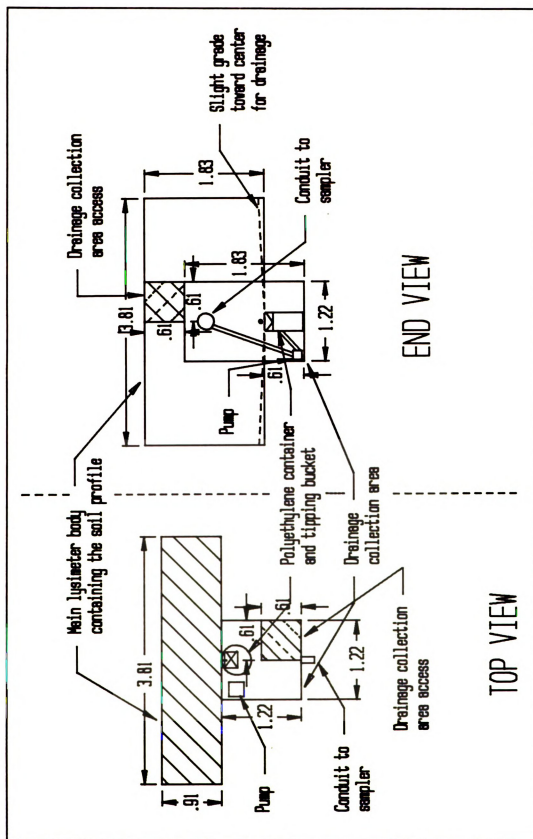 Main lysimeter body
containing the soil profile
3.81
.91
1.22
.61
.61
1.22
Pump
Conduit to
sampler
Drainage collection
area access
Drainage
collection area
Polyethylene container
and tipping bucket
TOP VIEW
Drainage collection
area access
3.81
.61
1.83
.61
1.83
Pump
.61
1.22
Slight grade
toward center
for drainage
Conduit to
sampler
END VIEW